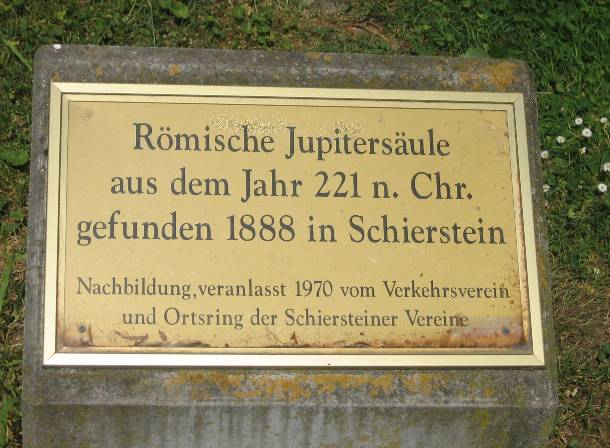 Römische Jupitersäule
aus dem Jahr 221 n. Chr.
gefunden 1888 in Schierstein
Nachbildung, veranlasst 1970 vom Verkehrsverein
und Ortsring der Schiersteiner Vereine